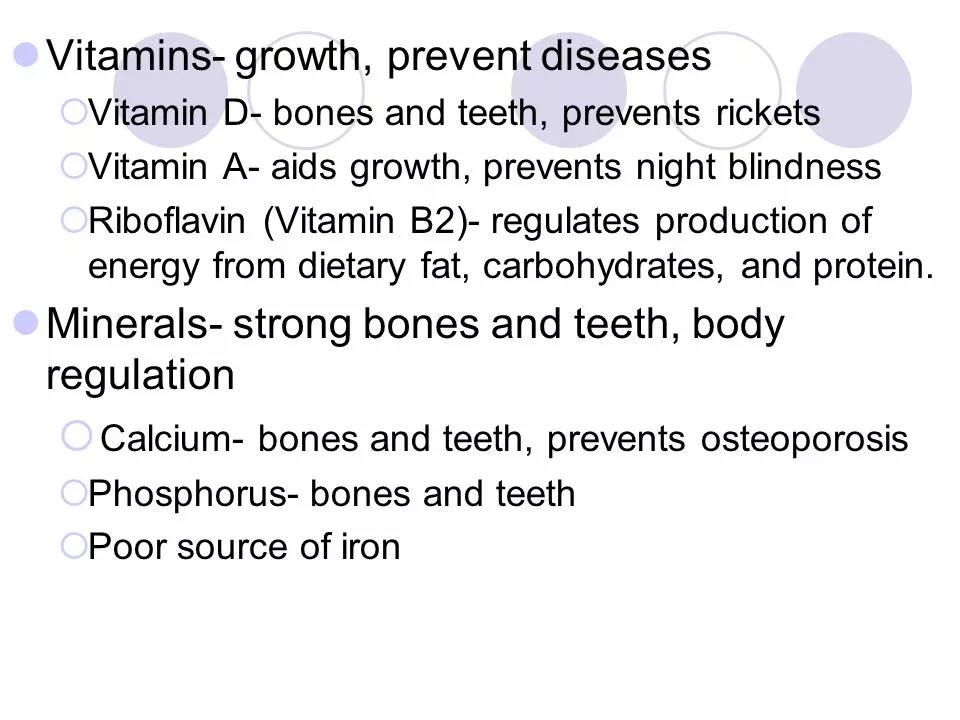 Vitamins- growth, prevent diseases
Vitamin D- bones and teeth, prevents rickets
Vitamin A- aids growth, prevents night blindness
Riboflavin (Vitamin B2)- regulates production of
energy from dietary fat, carbohydrates, and protein.
Minerals- strong bones and teeth, body
regulation
Calcium- bones and teeth, prevents osteoporosis
Phosphorus- bones and teeth
Poor source of iron